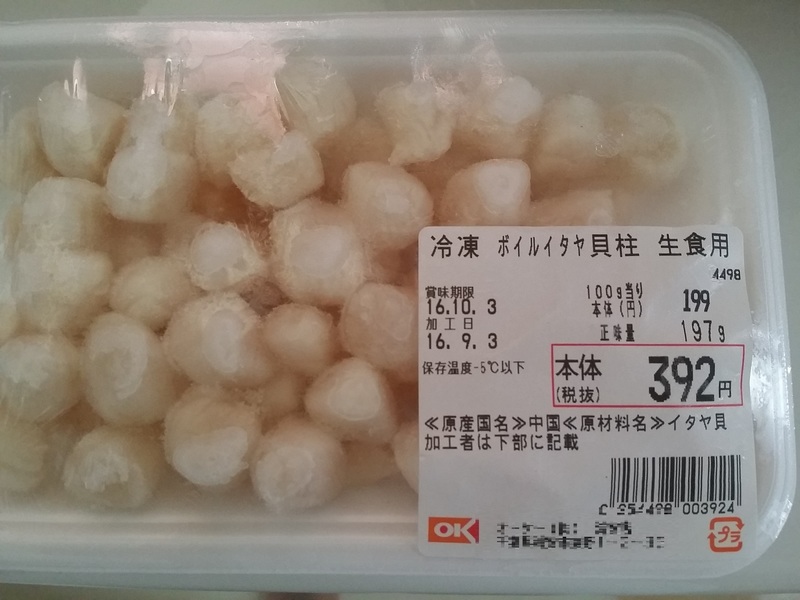 冷凍 ボイルイタヤ貝柱 生食用
4498
賞味期限
16.10. 3
加工日
16. 9. 3
100g当り
本体(円) 199
正味量 197g
保存温度-5℃以下
本体
(税抜) 392円
≪原産国名≫中国≪原材料名≫イタヤ貝
加工者は下部に記載
003924
OK
プラ